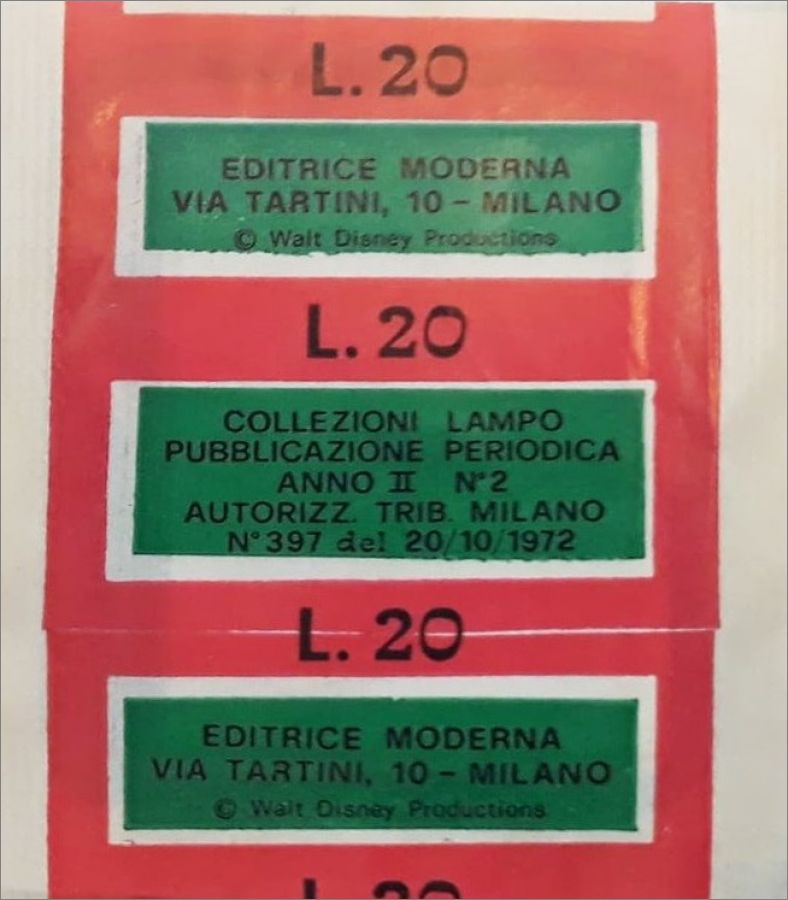 L. 20
EDITRICE MODERNA
VIA TARTINI, 10 - MILANO
© Walt Disney Productions
L. 20
COLLEZIONI LAMPO
PUBBLICAZIONE PERIODICA
ANNO II N° 2
AUTORIZZ. TRIB. MILANO
N° 397 del 20/10/1972
L. 20
EDITRICE MODERNA
VIA TARTINI, 10 - MILANO
© Walt Disney Productions
L. 20